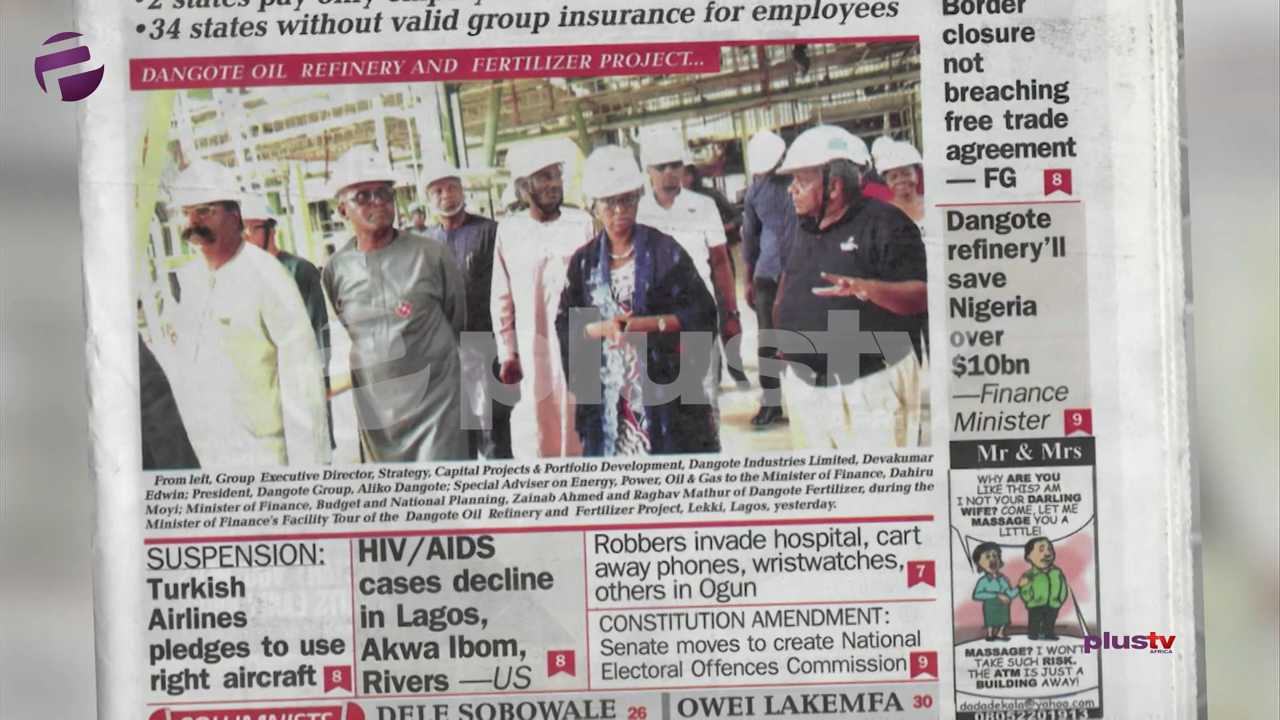 •34 states without valid group insurance for employees
DANGOTE OIL REFINERY AND FERTILIZER PROJECT...
From left, Group Executive Director, Strategy, Capital Projects & Portfolio Development, Dangote Industries Limited, Devakumar
Edwin; President, Dangote Group, Aliko Dangote; Special Adviser on Energy, Power, Oil & Gas to the Minister of Finance, Dahiru
Moyi; Minister of Finance, Budget and National Planning, Zainab Ahmed and Raghav Mathur of Dangote Fertilizer, during the
Minister of Finance's Facility Tour of the Dangote Oil Refinery and Fertilizer Project, Lekki, Lagos, yesterday.
SUSPENSION:
Turkish
Airlines
pledges to use
right aircraft 8
HIV/AIDS
cases decline
in Lagos,
Akwa Ibom,
Rivers —US 8
Robbers invade hospital, cart
away phones, wristwatches,
others in Ogun 7
CONSTITUTION AMENDMENT:
Senate moves to create National
Electoral Offences Commission 9
COLUMNISTS
DELE SOBOWALE 26
OWEI LAKEMFA 30
Border
closure
not
breaching
free trade
agreement
— FG 8
Dangote
refinery'll
save
Nigeria
over
$10bn
—Finance
Minister 9
Mr & Mrs
WHY ARE YOU
LIKE THIS? AM
I NOT YOUR DARLING
WIFE? COME, LET ME
MASSAGE YOU A
LITTLE!
MASSAGE? I WON'T
TAKE SUCH RISK.
THE ATM IS JUST A
BUILDING AWAY!
dadadekola@yahoo.com
08052201913
plustv
AFRICA
plustv